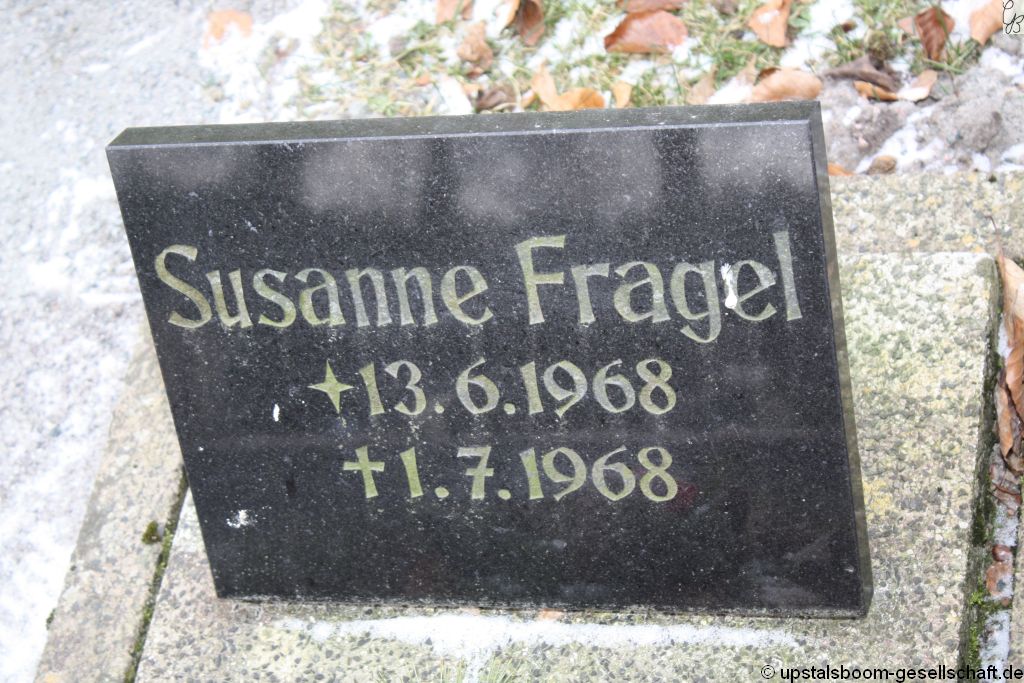 Susanne Fragel
13.6.1968
† 1.7.1968
© upstalsboom-gesellschaft.de